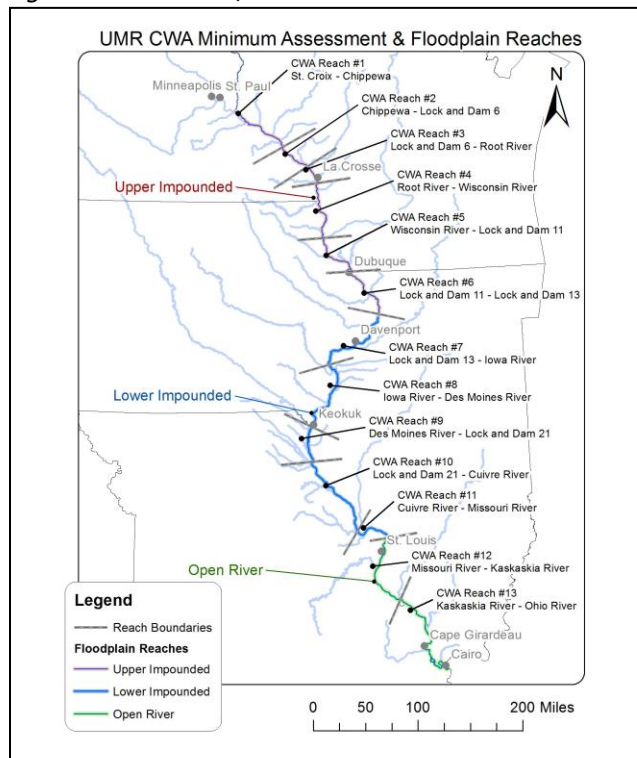 UMR CWA Minimum Assessment & Floodplain Reaches
CWA Reach #1
St. Croix - Chippewa
Minneapolis St. Paul
N
CWA Reach #2
Chippewa - Lock and Dam 6
CWA Reach #3
Lock and Dam 6 - Root River
La Crosse
CWA Reach #4
Root River - Wisconsin River
Upper Impounded
CWA Reach #5
Wisconsin River - Lock and Dam 11
Dubuque
CWA Reach #6
Lock and Dam 11 - Lock and Dam 13
Davenport
CWA Reach #7
Lock and Dam 13 - Iowa River
CWA Reach #8
Iowa River - Des Moines River
Lower Impounded
Keokuk
CWA Reach #9
Des Moines River - Lock and Dam 21
CWA Reach #10
Lock and Dam 21 - Cuivre River
CWA Reach #11
Cuivre River - Missouri River
St. Louis
CWA Reach #12
Missouri River - Kaskaskia River
Open River
CWA Reach #13
Kaskaskia River - Ohio River
Cape Girardeau
Cairo
Legend
Reach Boundaries
Floodplain Reaches
Upper Impounded
Lower Impounded
Open River
0 50 100 200 Miles